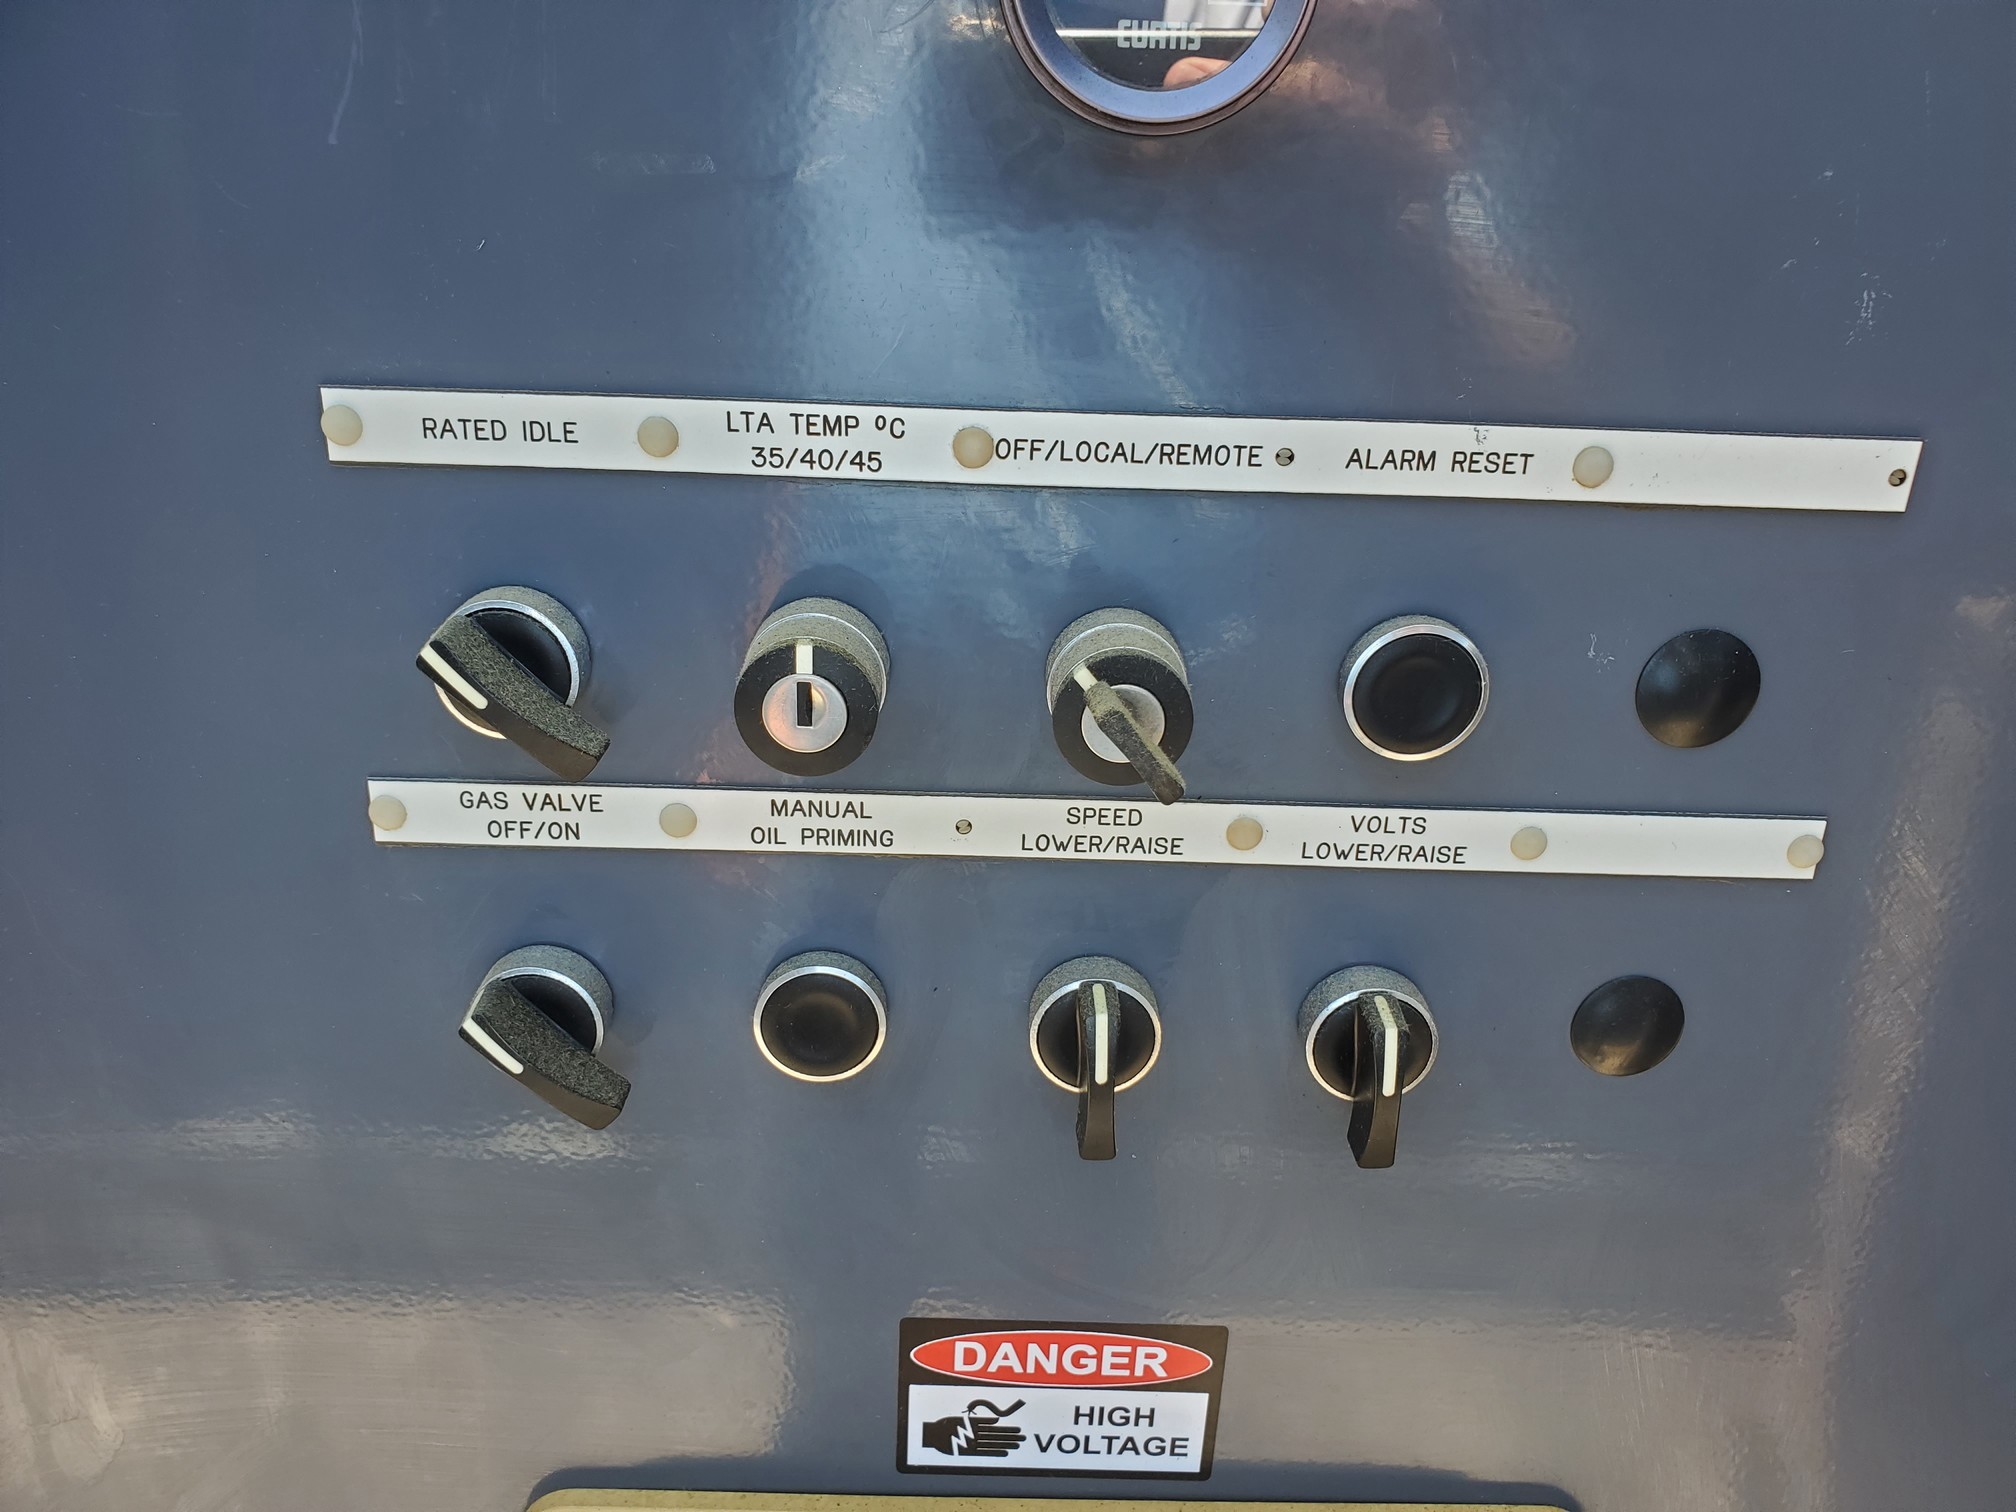 CURTIS
RATED IDLE
LTA TEMP ºC
35/40/45
OFF/LOCAL/REMOTE
ALARM RESET
GAS VALVE
OFF/ON
MANUAL
OIL PRIMING
SPEED
LOWER/RAISE
VOLTS
LOWER/RAISE
DANGER
HIGH
VOLTAGE